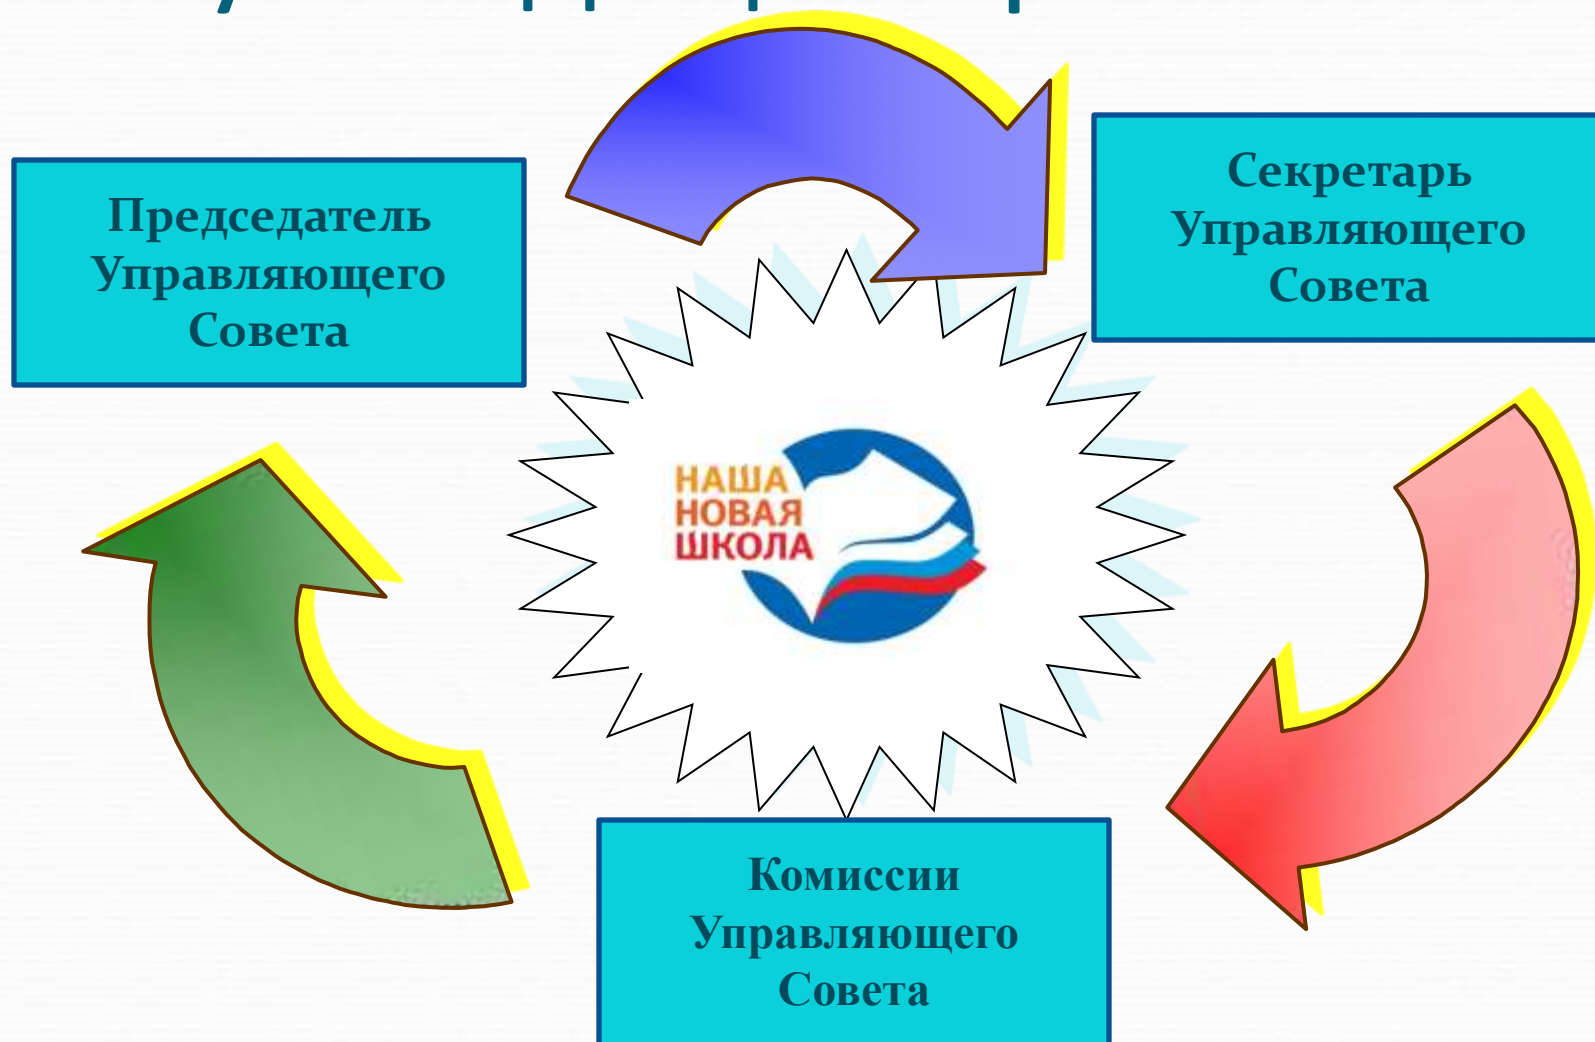 Председатель
Управляющего
Совета
Секретарь
Управляющего
Совета
НАША
НОВАЯ
ШКОЛА
Комиссии
Управляющего
Совета